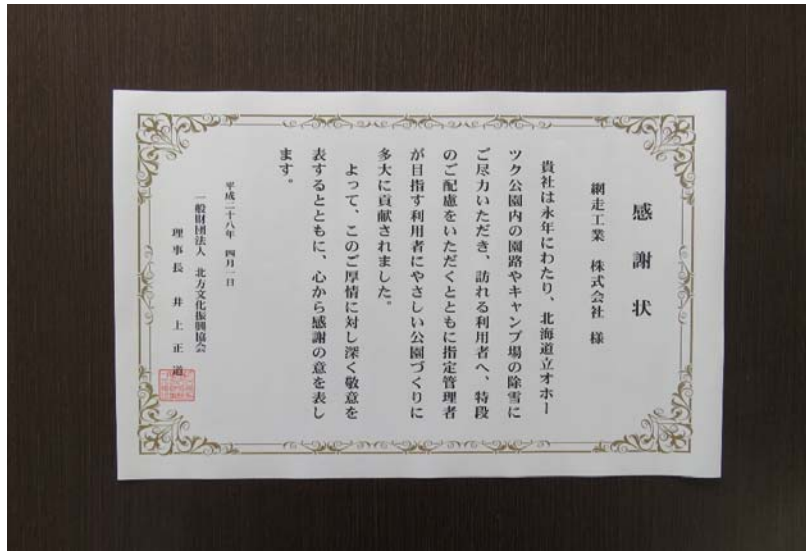 感謝状
網走工業 株式会社 様
貴社は永年にわたり、北海道立オホー
ツク公園内の園路やキャンプ場の除雪に
ご尽力いただき、訪れる利用者へ、特段
のご配慮をいただくとともに指定管理者
が目指す利用者にやさしい公園づくりに
多大に貢献されました。
よって、このご厚情に対し深く敬意を
表するとともに、心から感謝の意を表し
ます。
平成二十八年 四月一日
一般財団法人 北方文化振興協会
理事長 井上正道